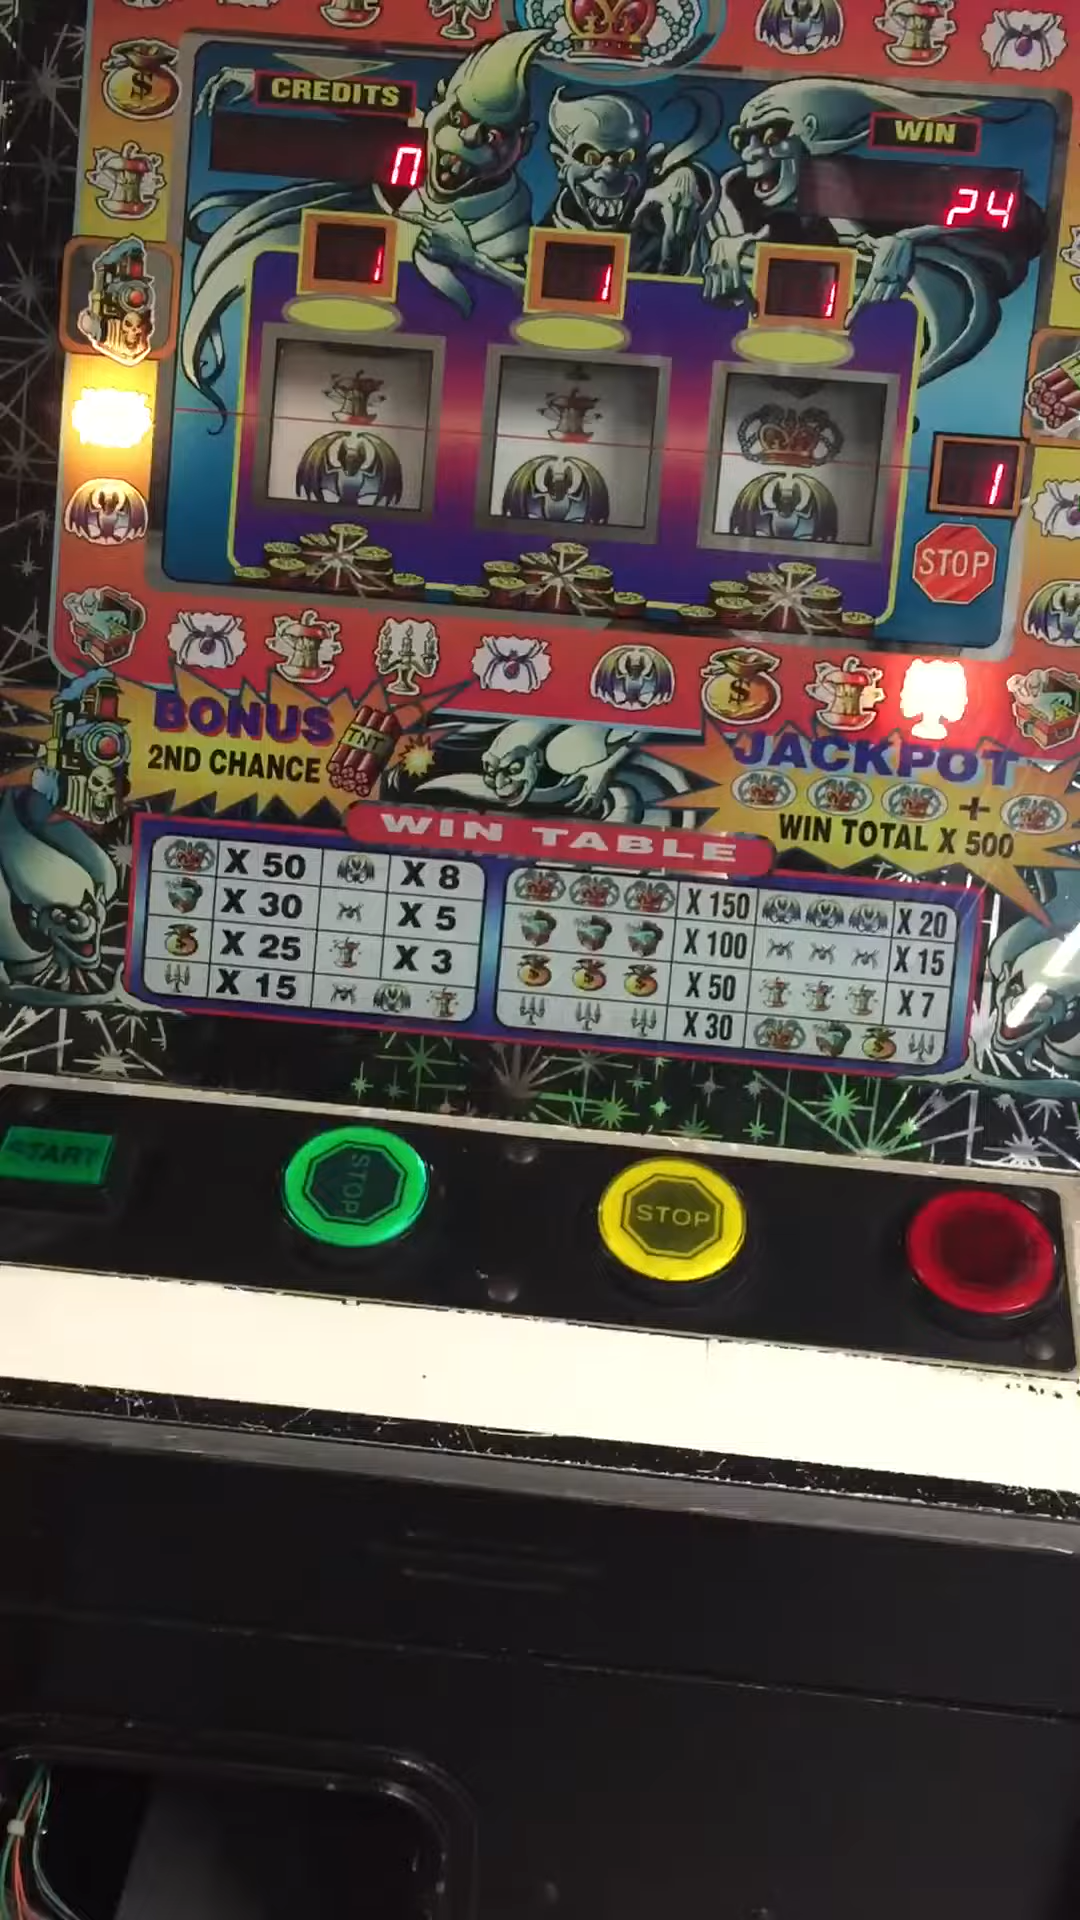 CREDITS
WIN
0
24
1
1
1
1
STOP
$
$
BONUS
2ND CHANCE
TNT
JACKPOT
+
WIN TOTAL X 500
WIN TABLE
X 50
X 8
X 30
X 5
X 25
X 3
X 15
X 150
X 20
X 100
X 15
X 50
X 7
X 30
START
STOP
STOP